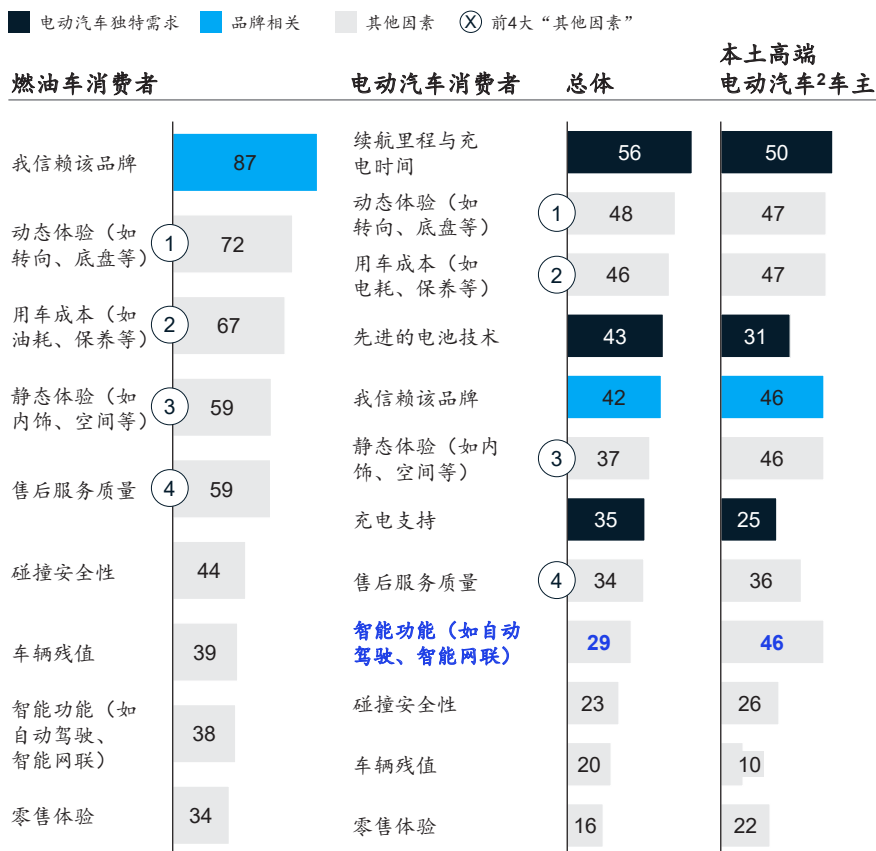 电动汽车独特需求 品牌相关 其他因素 X 前4大“其他因素”
燃油车消费者
我信赖该品牌
87
动态体验（如
转向、底盘等）
1
72
用车成本（如
油耗、保养等）
2
67
静态体验（如
内饰、空间等）
3
59
售后服务质量
4
59
碰撞安全性
44
车辆残值
39
智能功能（如
自动驾驶、
智能网联）
38
零售体验
34
电动汽车消费者
总体
本土高端
电动汽车²车主
续航里程与充
电时间
56
50
动态体验（如
转向、底盘等）
1
48
47
用车成本（如
电耗、保养等）
2
46
47
先进的电池技术
43
31
我信赖该品牌
42
46
静态体验（如内
饰、空间等）
3
37
46
充电支持
35
25
售后服务质量
4
34
36
智能功能（如自动
驾驶、智能网联）
29
46
碰撞安全性
23
26
车辆残值
20
10
零售体验
16
22